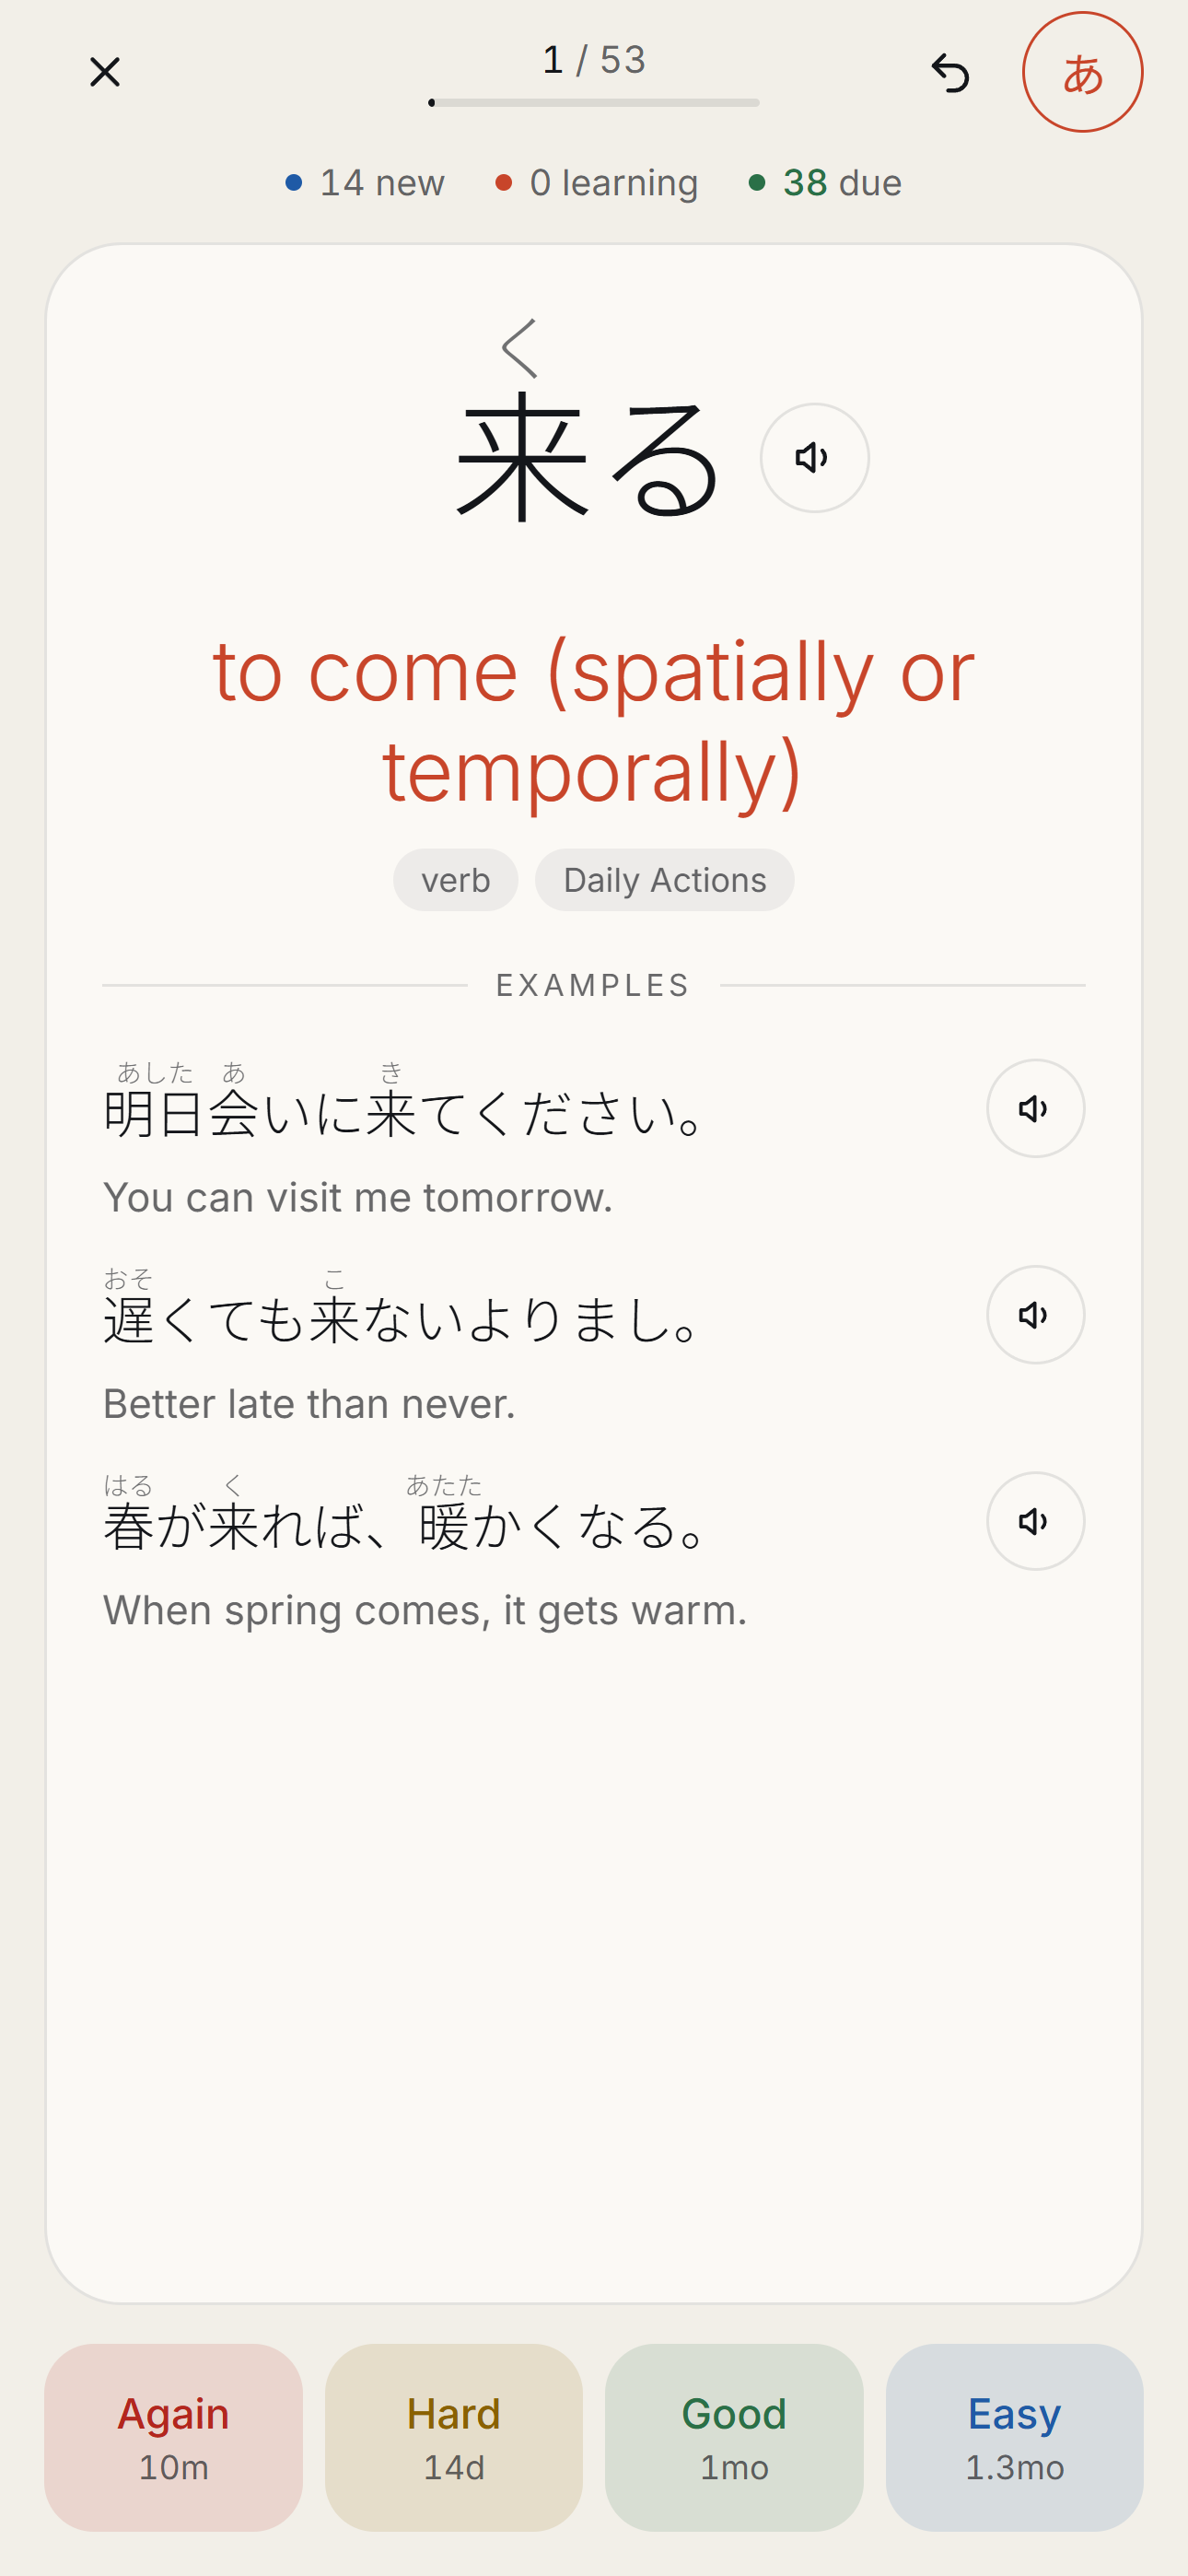 1 / 53
あ
14 new
0 learning
38 due
く
来る
to come (spatially or
temporally)
verb
Daily Actions
EXAMPLES
あした あ き
明日会いに来てください。
You can visit me tomorrow.
おそ こ
遅くても来ないよりまし。
Better late than never.
はる く あたた
春が来れば、暖かくなる。
When spring comes, it gets warm.
Again
10m
Hard
14d
Good
1mo
Easy
1.3mo